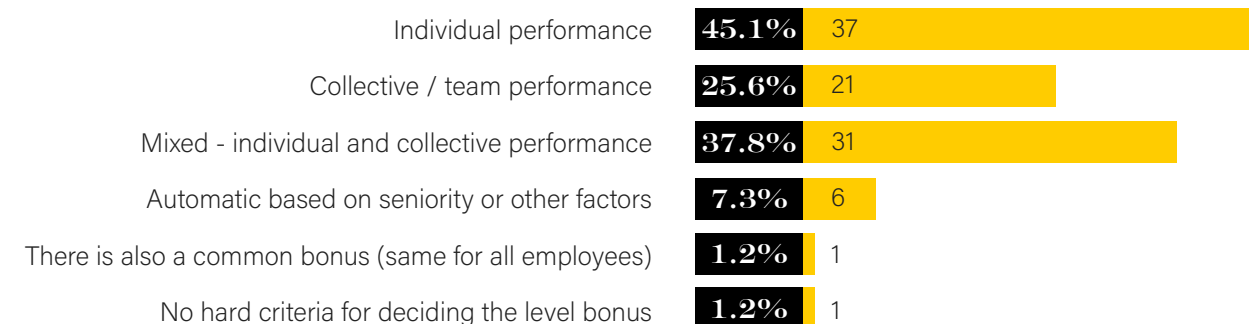 Individual performance 45.1% 37
Collective / team performance 25.6% 21
Mixed - individual and collective performance 37.8% 31
Automatic based on seniority or other factors 7.3% 6
There is also a common bonus (same for all employees) 1.2% 1
No hard criteria for deciding the level bonus 1.2% 1